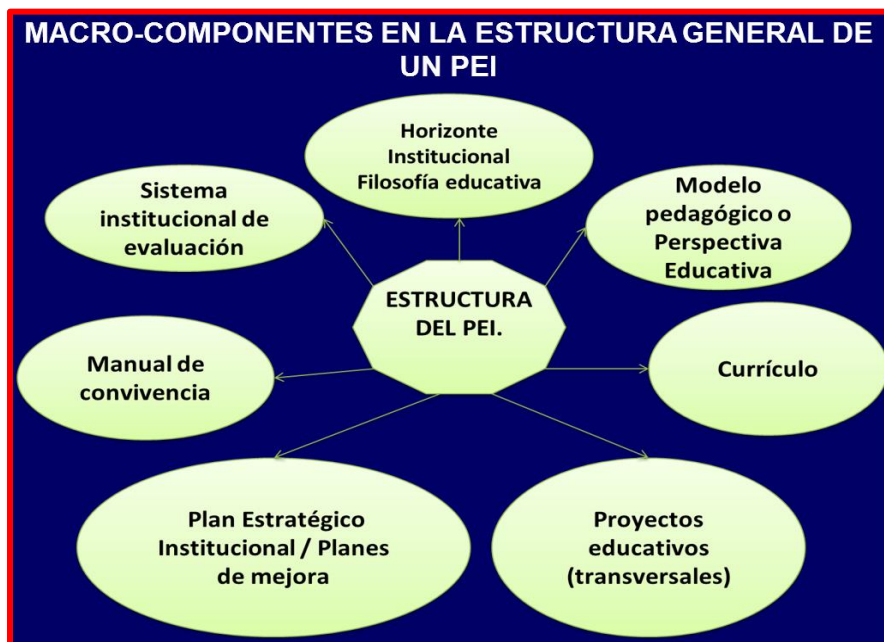 MACRO-COMPONENTES EN LA ESTRUCTURA GENERAL DE
UN PEI.
Horizonte
Institucional
Filosofía educativa
Sistema
institucional de
evaluación
Modelo
pedagógico o
Perspectiva
Educativa
ESTRUCTURA
DEL PEI.
Manual de
convivencia
Currículo
Plan Estratégico
Institucional / Planes
de mejora
Proyectos
educativos
(transversales)